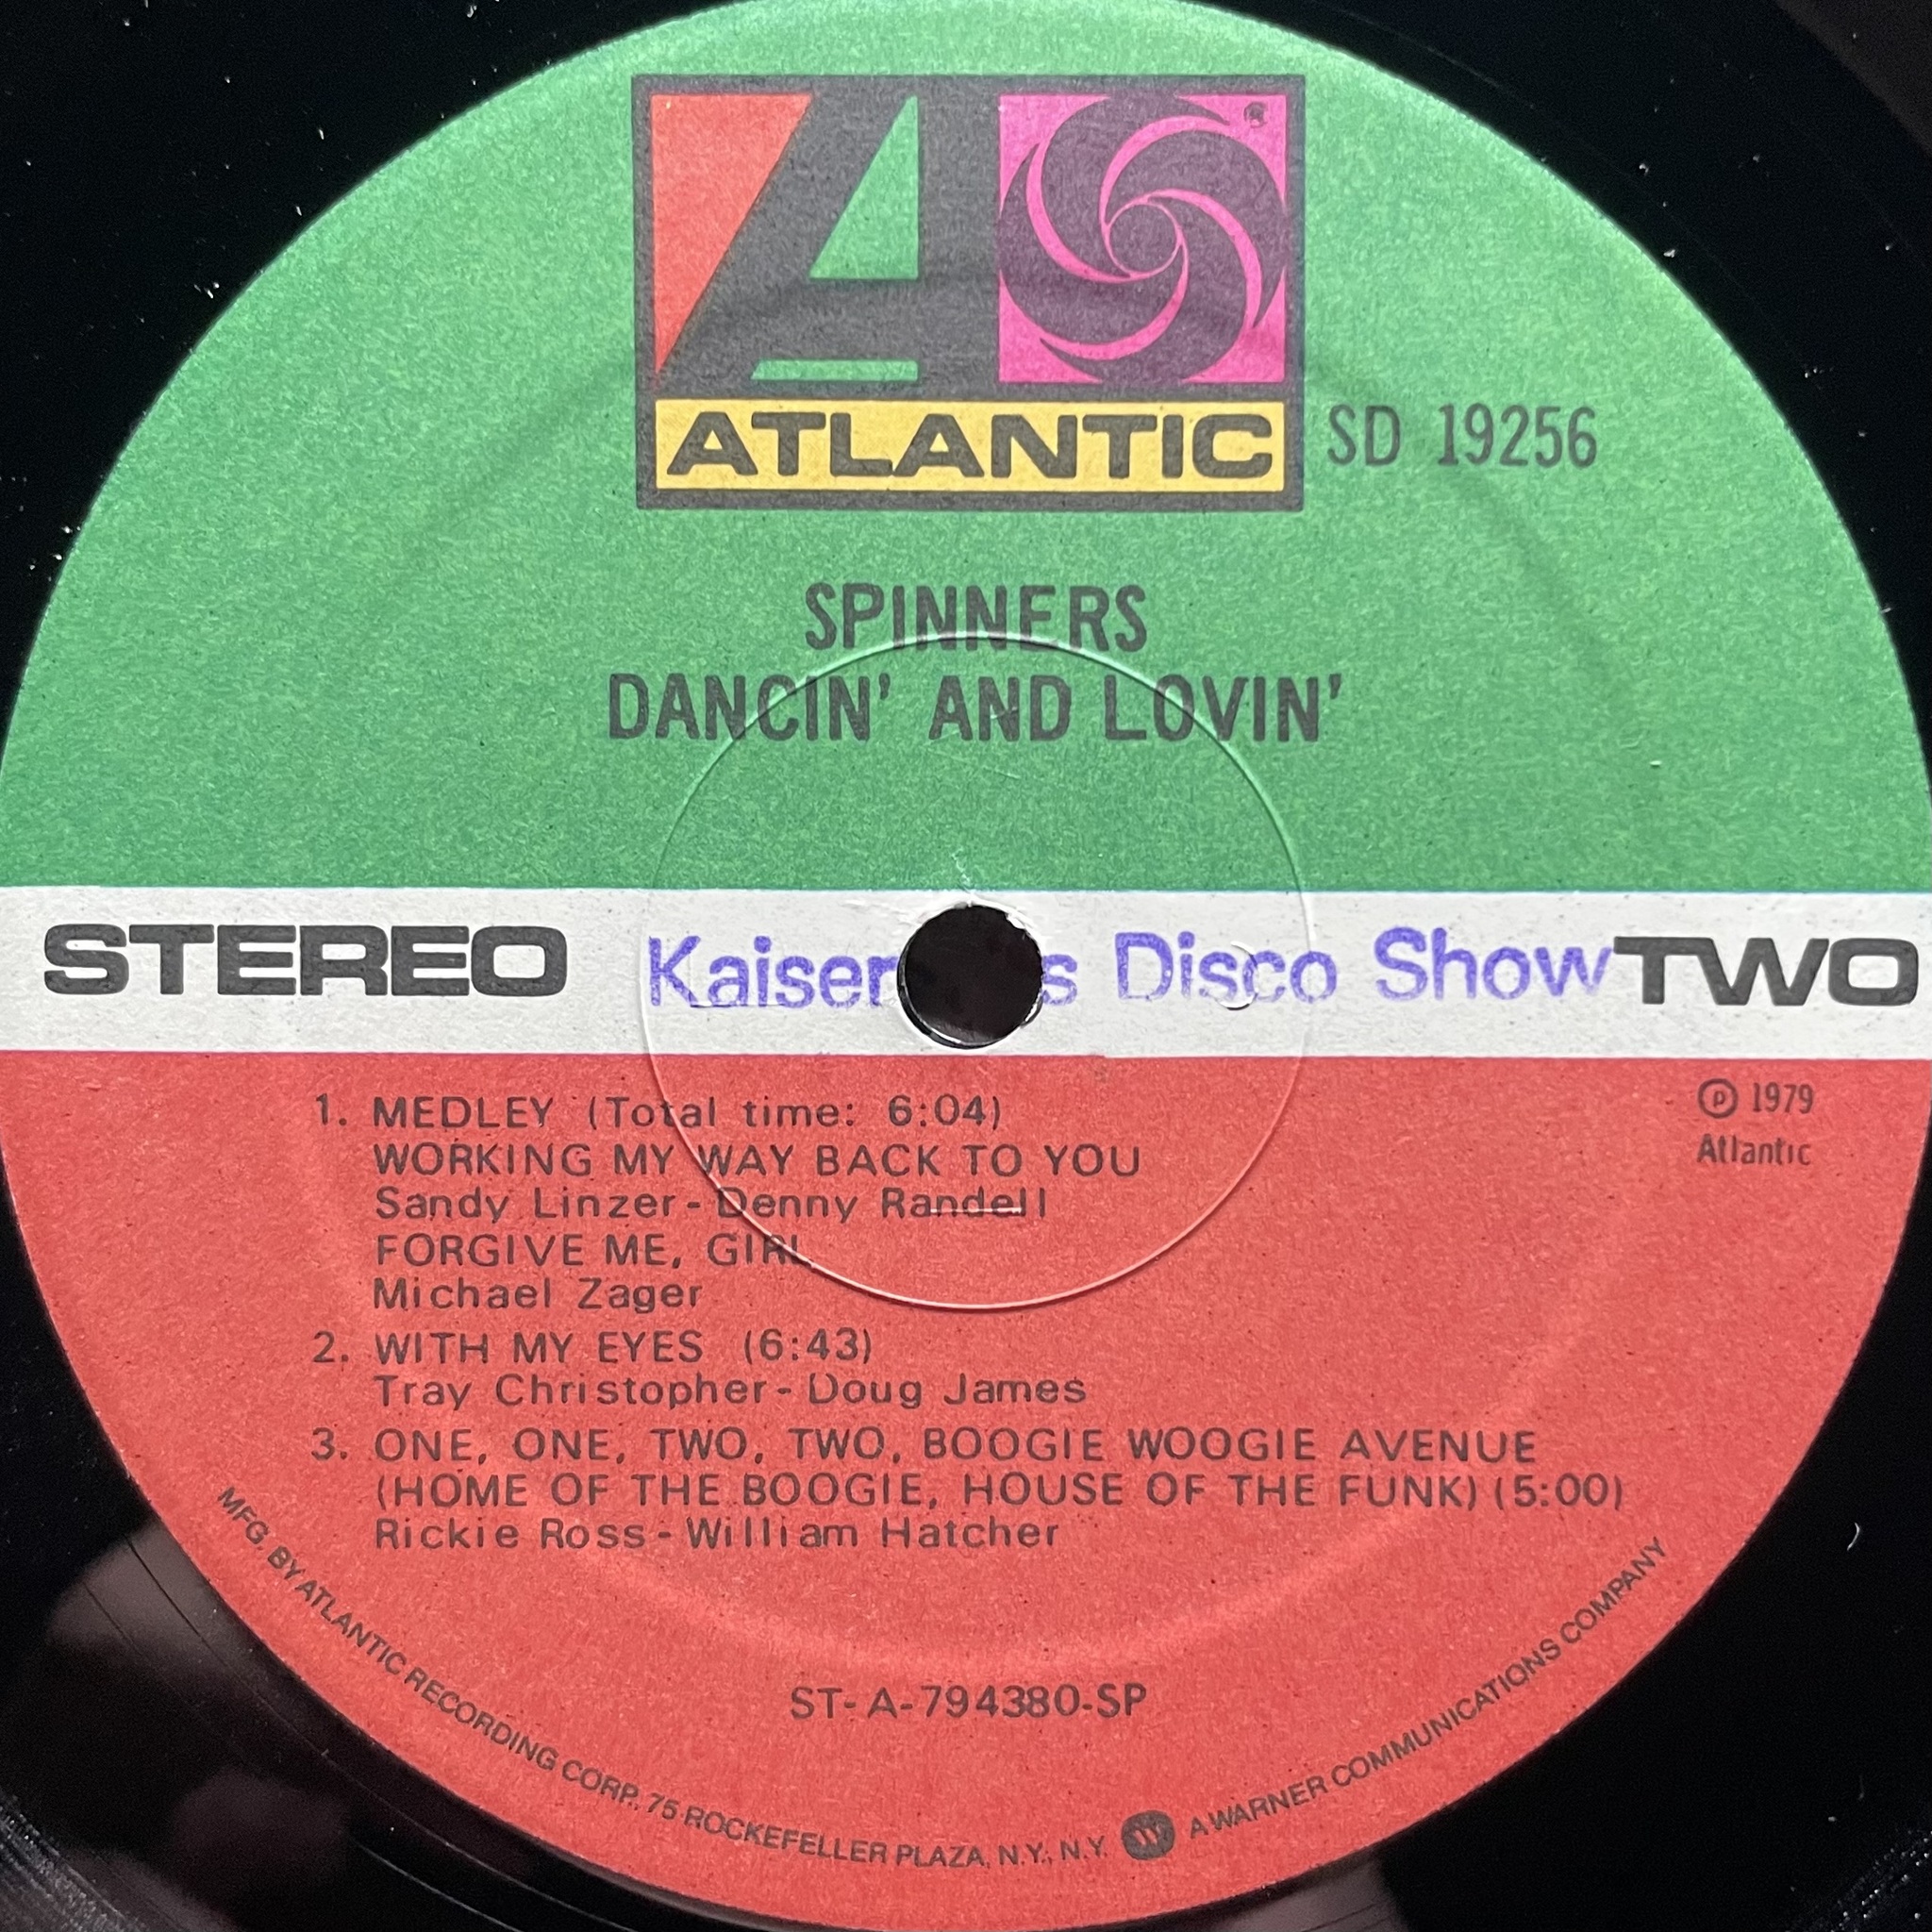 ATLANTIC
SD 19256
SPINNERS
DANCIN' AND LOVIN'
STEREO
Disco Show
TWO
℗ 1979
Atlantic
1. MEDLEY (Total time: 6:04)
WORKING MY WAY BACK TO YOU
Sandy Linzer-Denny Randell
FORGIVE ME, GIRL
Michael Zager
2. WITH MY EYES (6:43)
Tray Christopher-Doug James
3. ONE, ONE, TWO, TWO, BOOGIE WOOGIE AVENUE
(HOME OF THE BOOGIE, HOUSE OF THE FUNK) (5:00)
Rickie Ross-William Hatcher
ST-A-794380-SP
MFG. BY ATLANTIC RECORDING CORP., 75 ROCKEFELLER PLAZA, N.Y., N.Y. W A WARNER COMMUNICATIONS COMPANY